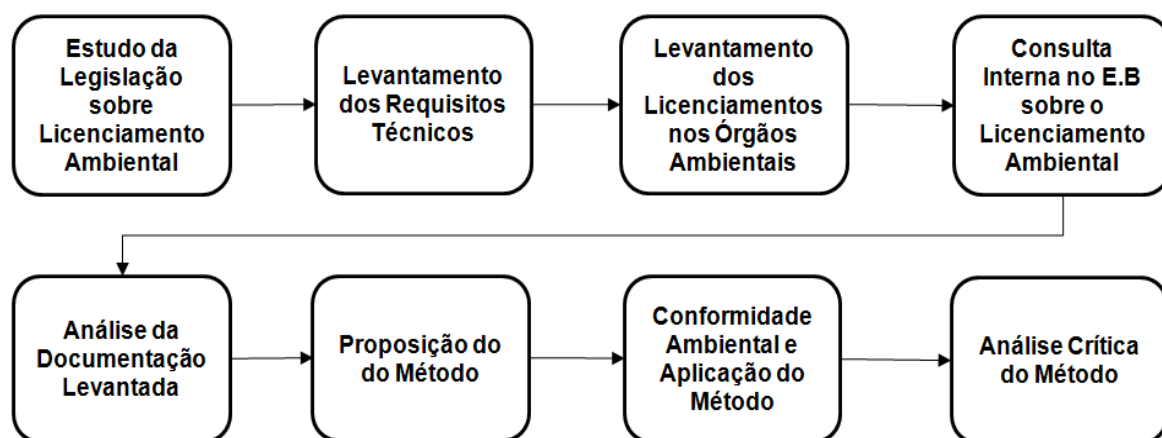 Estudo da
Legislação
sobre
Licenciamento
Ambiental
Levantamento
dos Requisitos
Técnicos
Levantamento
dos
Licenciamentos
nos Órgãos
Ambientais
Consulta
Interna no E.B
sobre o
Licenciamento
Ambiental
Análise da
Documentação
Levantada
Proposição do
do Método
Conformidade
Ambiental e
Aplicação do
Método
Análise Crítica
do Método